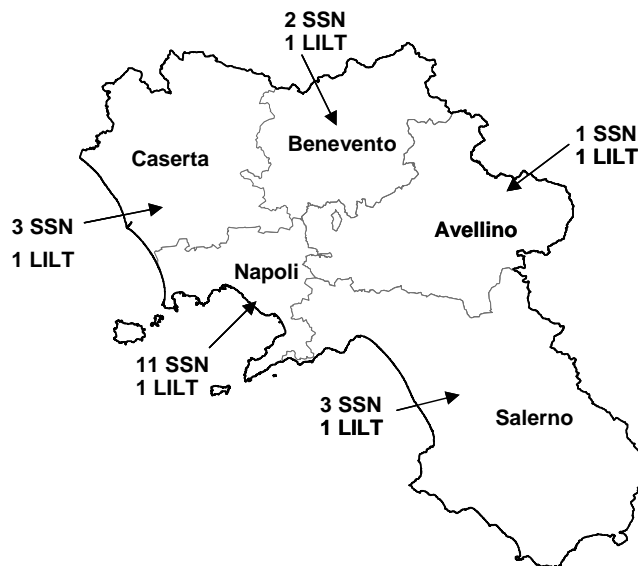 2 SSN
1 LILT
Benevento
1 SSN
1 LILT
Caserta
3 SSN
1 LILT
Avellino
Napoli
11 SSN
1 LILT
3 SSN
1 LILT
Salerno